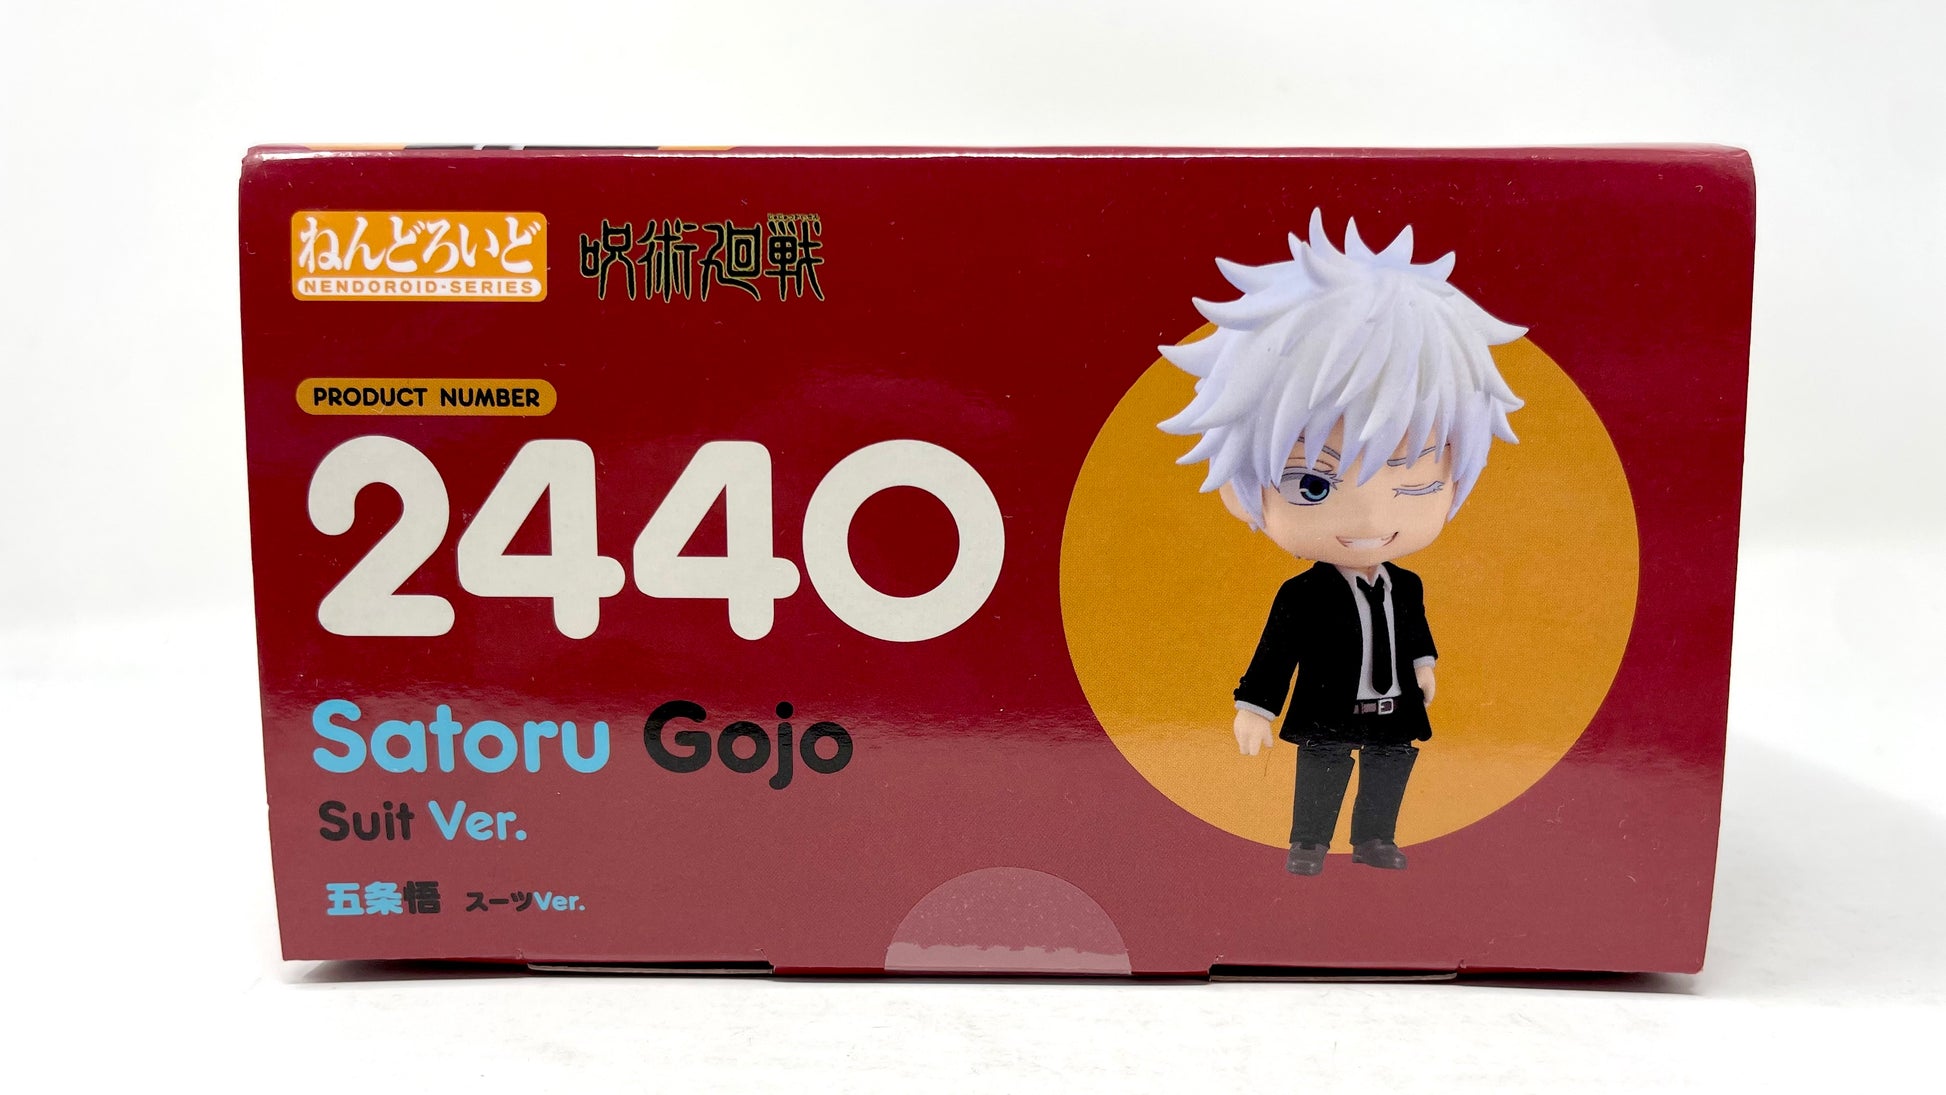 ねんどろいど
NENDOROID·SERIES
呪術廻戦
PRODUCT NUMBER
2440
Satoru Gojo
Suit Ver.
五条悟 スーツVer.